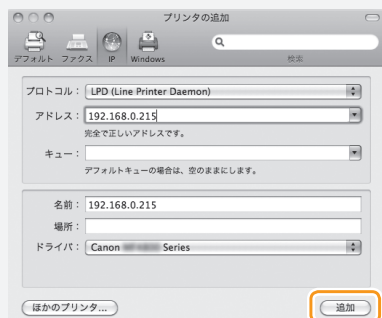 プリンタの追加
デフォルト ファクス IP Windows 検索
プロトコル： LPD (Line Printer Daemon)
アドレス： 192.168.0.215
完全で正しいアドレスです。
キュー：
デフォルトキューの場合は、空のままにします。
名前： 192.168.0.215
場所：
ドライバ： Canon Series
ほかのプリンタ... 追加